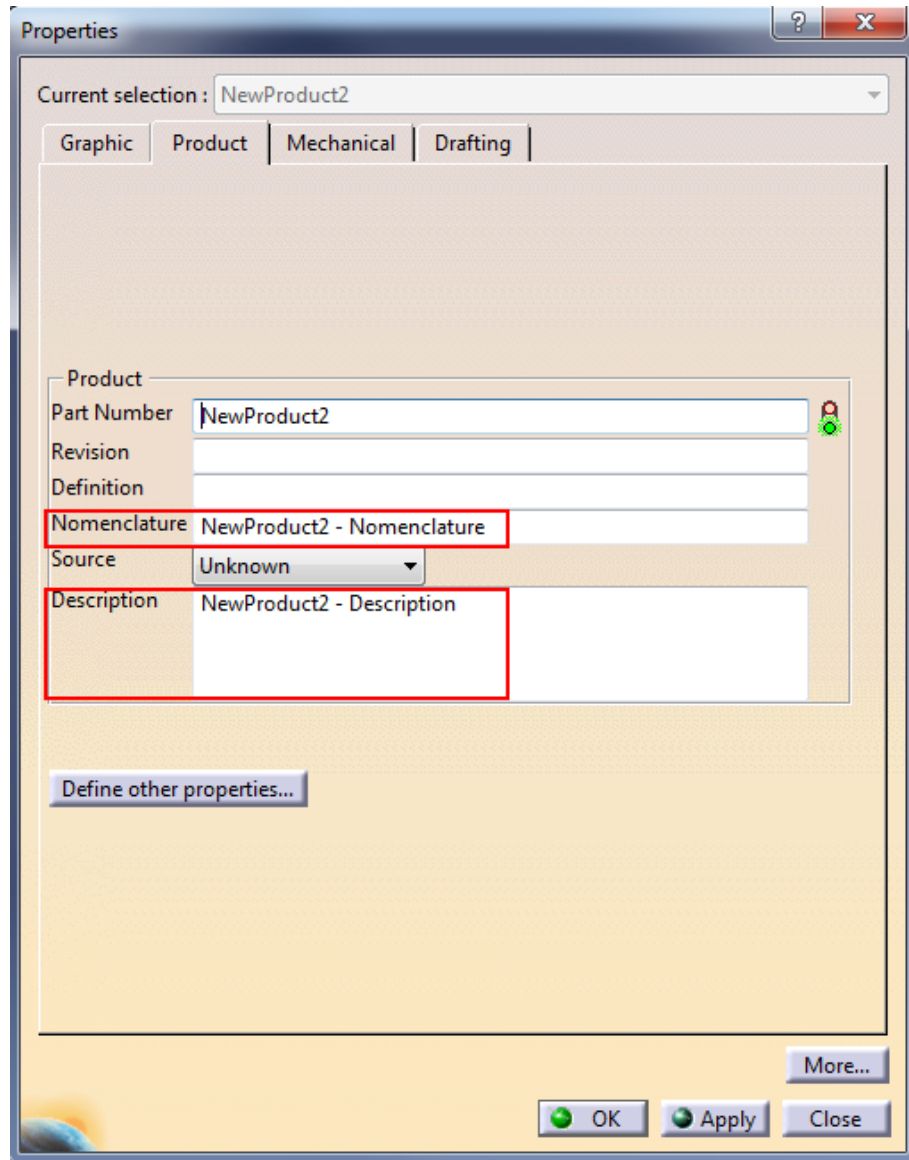 Properties
?
X
Current selection : NewProduct2
Graphic Product Mechanical Drafting
Product
Part Number NewProduct2
Revision
Definition
Nomenclature NewProduct2 - Nomenclature
Source Unknown
Description NewProduct2 - Description
Define other properties...
More...
OK Apply Close